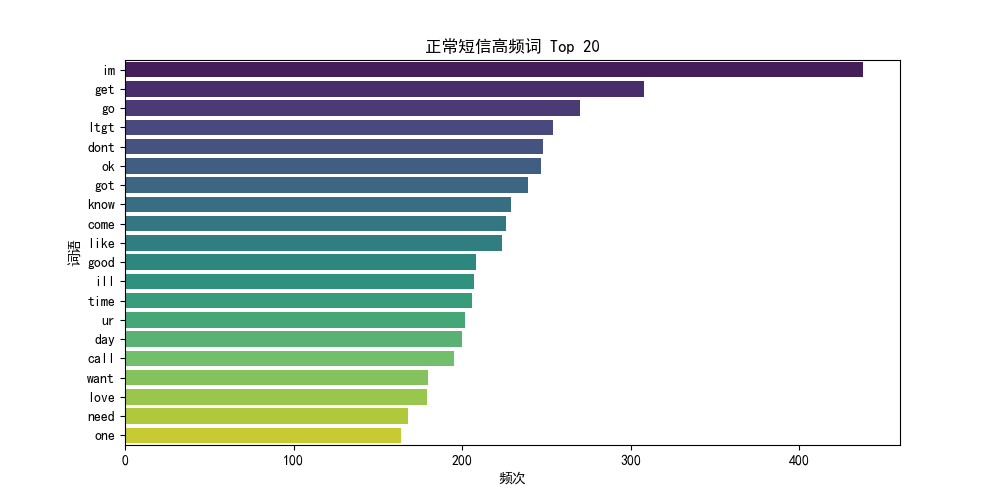 正常短信高频词 Top 20
词语
im
get
go
ltgt
dont
ok
got
know
come
like
good
ill
time
ur
day
call
want
love
need
one
0 100 200 300 400
频次